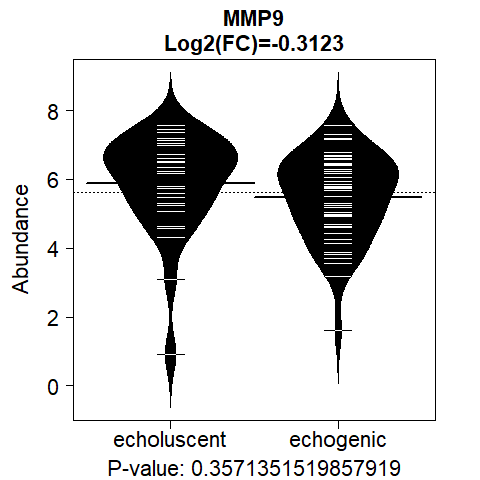 MMP9
Log2(FC)=-0.3123
Abundance
8
6
4
2
0
echoluscent echogenic
P-value: 0.3571351519857919